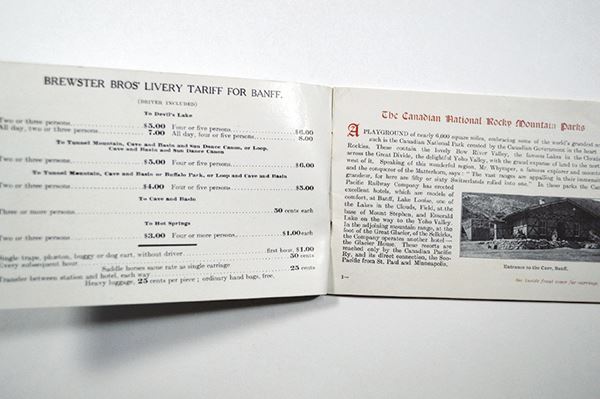 BREWSTER BROS' LIVERY TARIFF FOR BANFF.
(DRIVER INCLUDED)
To Devil's Lake
Two or three persons $5.00 Four or five persons $6.00
All day, two or three persons 7.00 All day, four or five persons 8.00
To Tunnel Mountain, Cave and Basin and Sun Dance Canon, or Loop,
Cave and Basin and Sun Dance Canon
Two or three persons $5.00 Four or five persons $6.00
To Tunnel Mountain, Cave and Basin or Buffalo Park, or Loop and Cave and Basin
Two or three persons $4.00 Four or five persons $5.00
To Cave and Basin
Three or more persons 50 cents each
To Hot Springs
Two or three persons $3.00 Four or more persons $1.00 each
Single traps, phaeton, buggy or dog cart, without driver first hour, $1.00
Every subsequent hour 50 cents
Saddle horses same rate as single carriage
Transfer between station and hotel, each way 25 cents
Heavy luggage, 25 cents per piece; ordinary hand bags, free.
The Canadian National Rocky Mountain Parks
A PLAYGROUND of nearly 6,000 square miles, embracing some of the world's grandest
such is the Canadian National Park created by the Canadian Government in the heart
Rockies. These contain the lovely Bow River Valley, the famous Lakes in the Clouds
across the Great Divide, the delightful Yoho Valley, with the grand expanse of land to the
west of it. Speaking of this wonderful region, Mr. Whymper, a famous explorer and
and the conqueror of the Matterhorn, says: "The vast ranges are appalling in their
grandeur, for here are fifty or sixty Switzerlands rolled into one." In these parks the
Pacific Railway Company has erected
excellent hotels, which are models of
comfort, at Banff, Lake Louise, one of
the Lakes in the Clouds, Field, at the
base of Mount Stephen, and Emerald
Lake on the way to the Yoho Valley.
In the adjoining mountain range, at the
foot of the Great Glacier, of the Selkirks,
the Company operates another hotel—
the Glacier House. These resorts are
reached only by the Canadian Pacific
Ry, and its direction connection, the Soo-
Pacific from St. Paul and Minneapolis.
Entrance to the Cave, Banff.
1—
See inside front cover for carriage